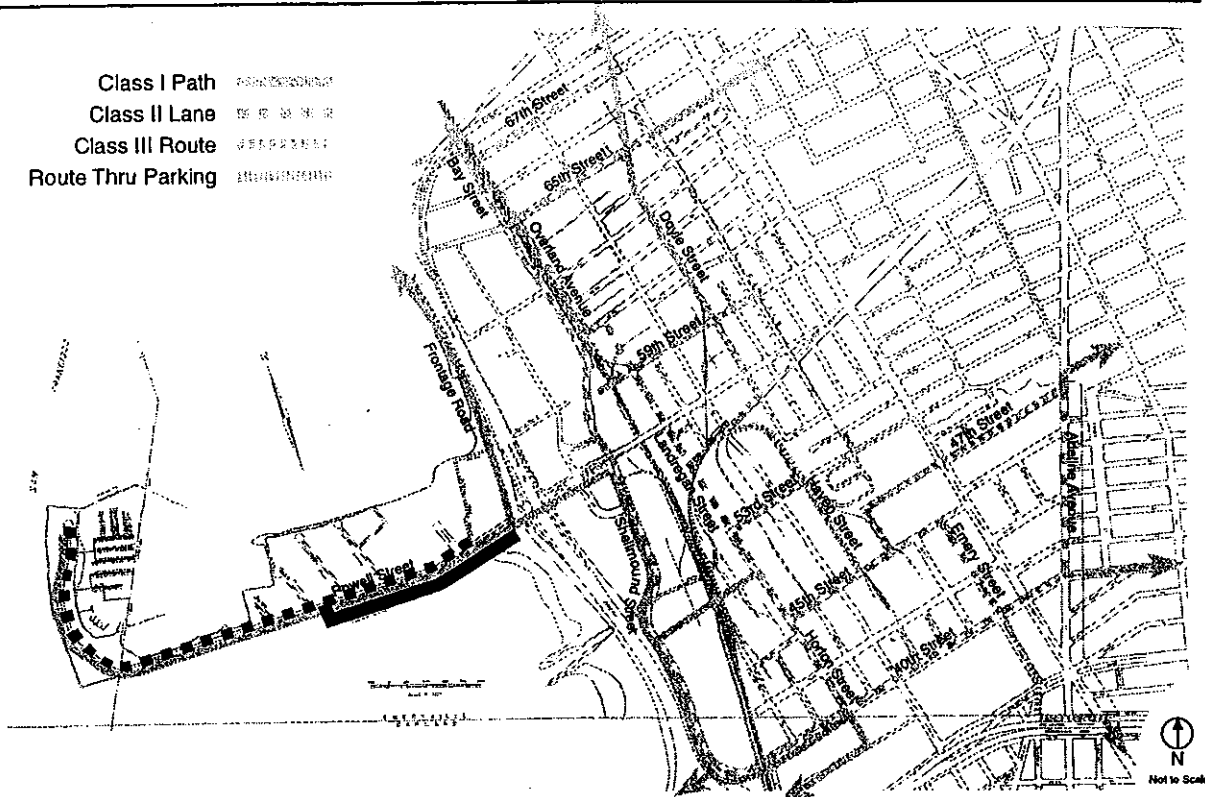 Class I Path
Class II Lane
Class III Route
Route Thru Parking
67th Street
Bay Street
65th Street
Overland Avenue
Doyle Street
Frontage Road
59th Street
47th Street
Adeline Avenue
Landregan Street
53rd Street
Haven Street
Shellmound Street
Emery Street
Powell Street
45th Street
Horton Street
40th Street
N
Not to Scale